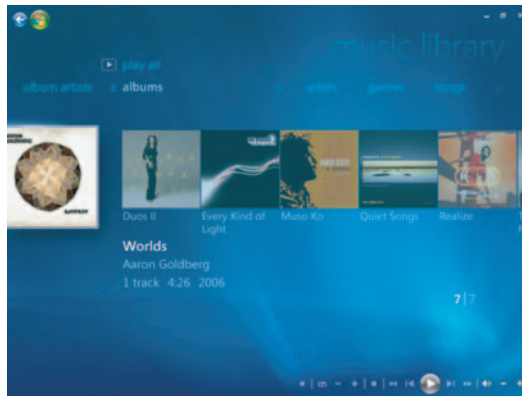 music library
play all
album artists albums artists genres songs
Duos II Every Kind of Light Muso Ko Quiet Songs Realize
Worlds
Aaron Goldberg
1 track 4:26 2006
7|7
ch